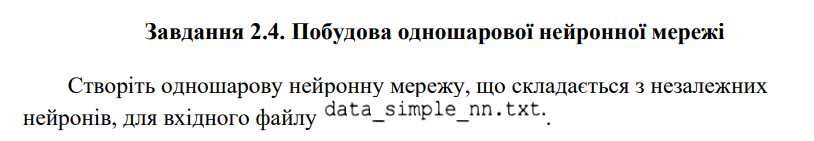 Завдання 2.4. Побудова одношарової нейронної мережі
Створіть одношарову нейронну мережу, що складається з незалежних
нейронів, для вхідного файлу data_simple_nn.txt..